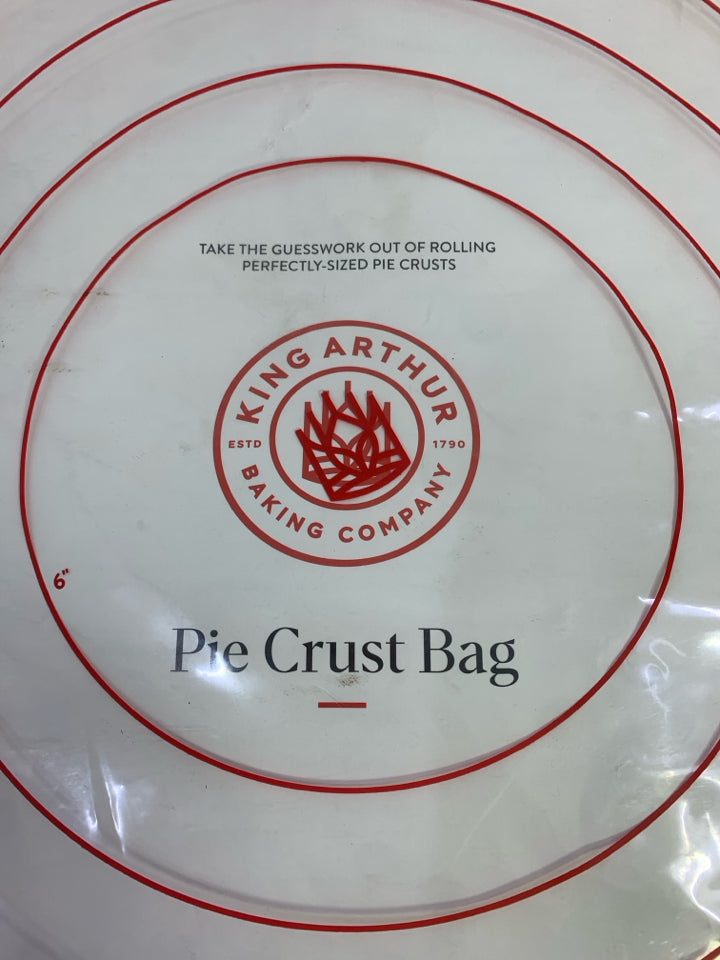 TAKE THE GUESSWORK OUT OF ROLLING
PERFECTLY-SIZED PIE CRUSTS
KING ARTHUR
ESTD 1790
BAKING COMPANY
6"
Pie Crust Bag